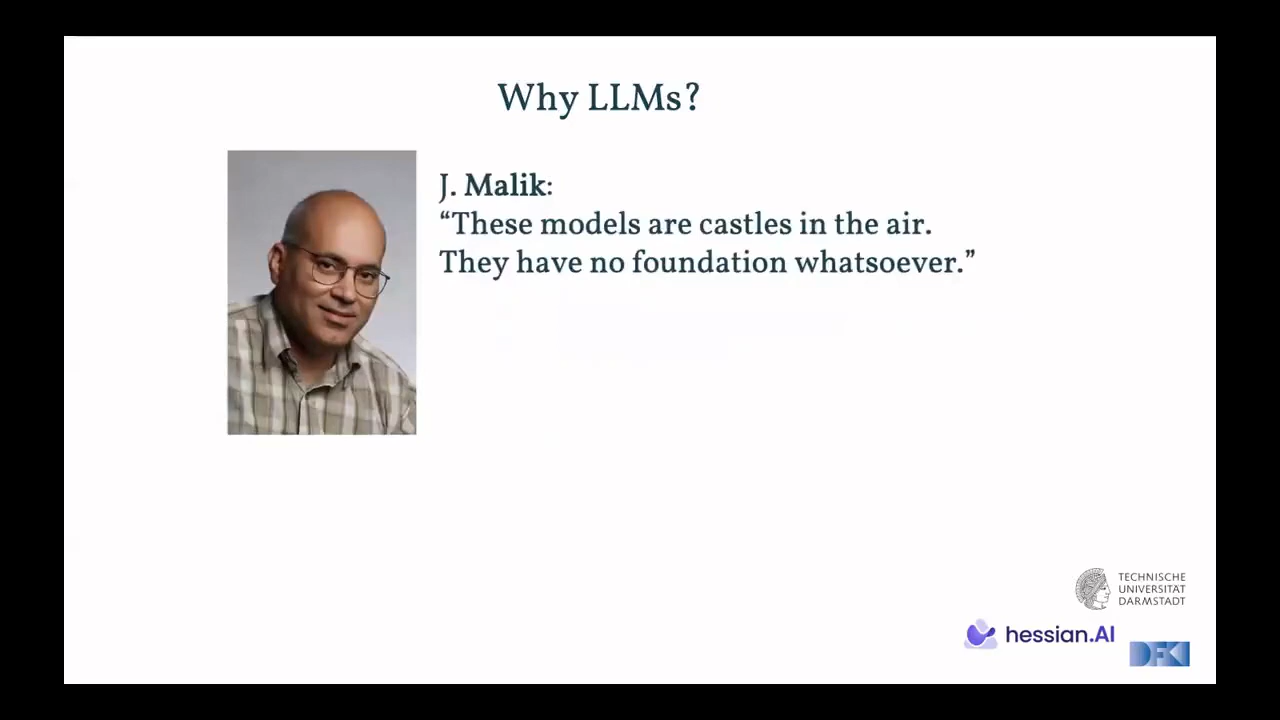 Why LLMs?
J. Malik:
“These models are castles in the air.
They have no foundation whatsoever.”
TECHNISCHE
UNIVERSITÄT
DARMSTADT
hessian.AI
DFKI